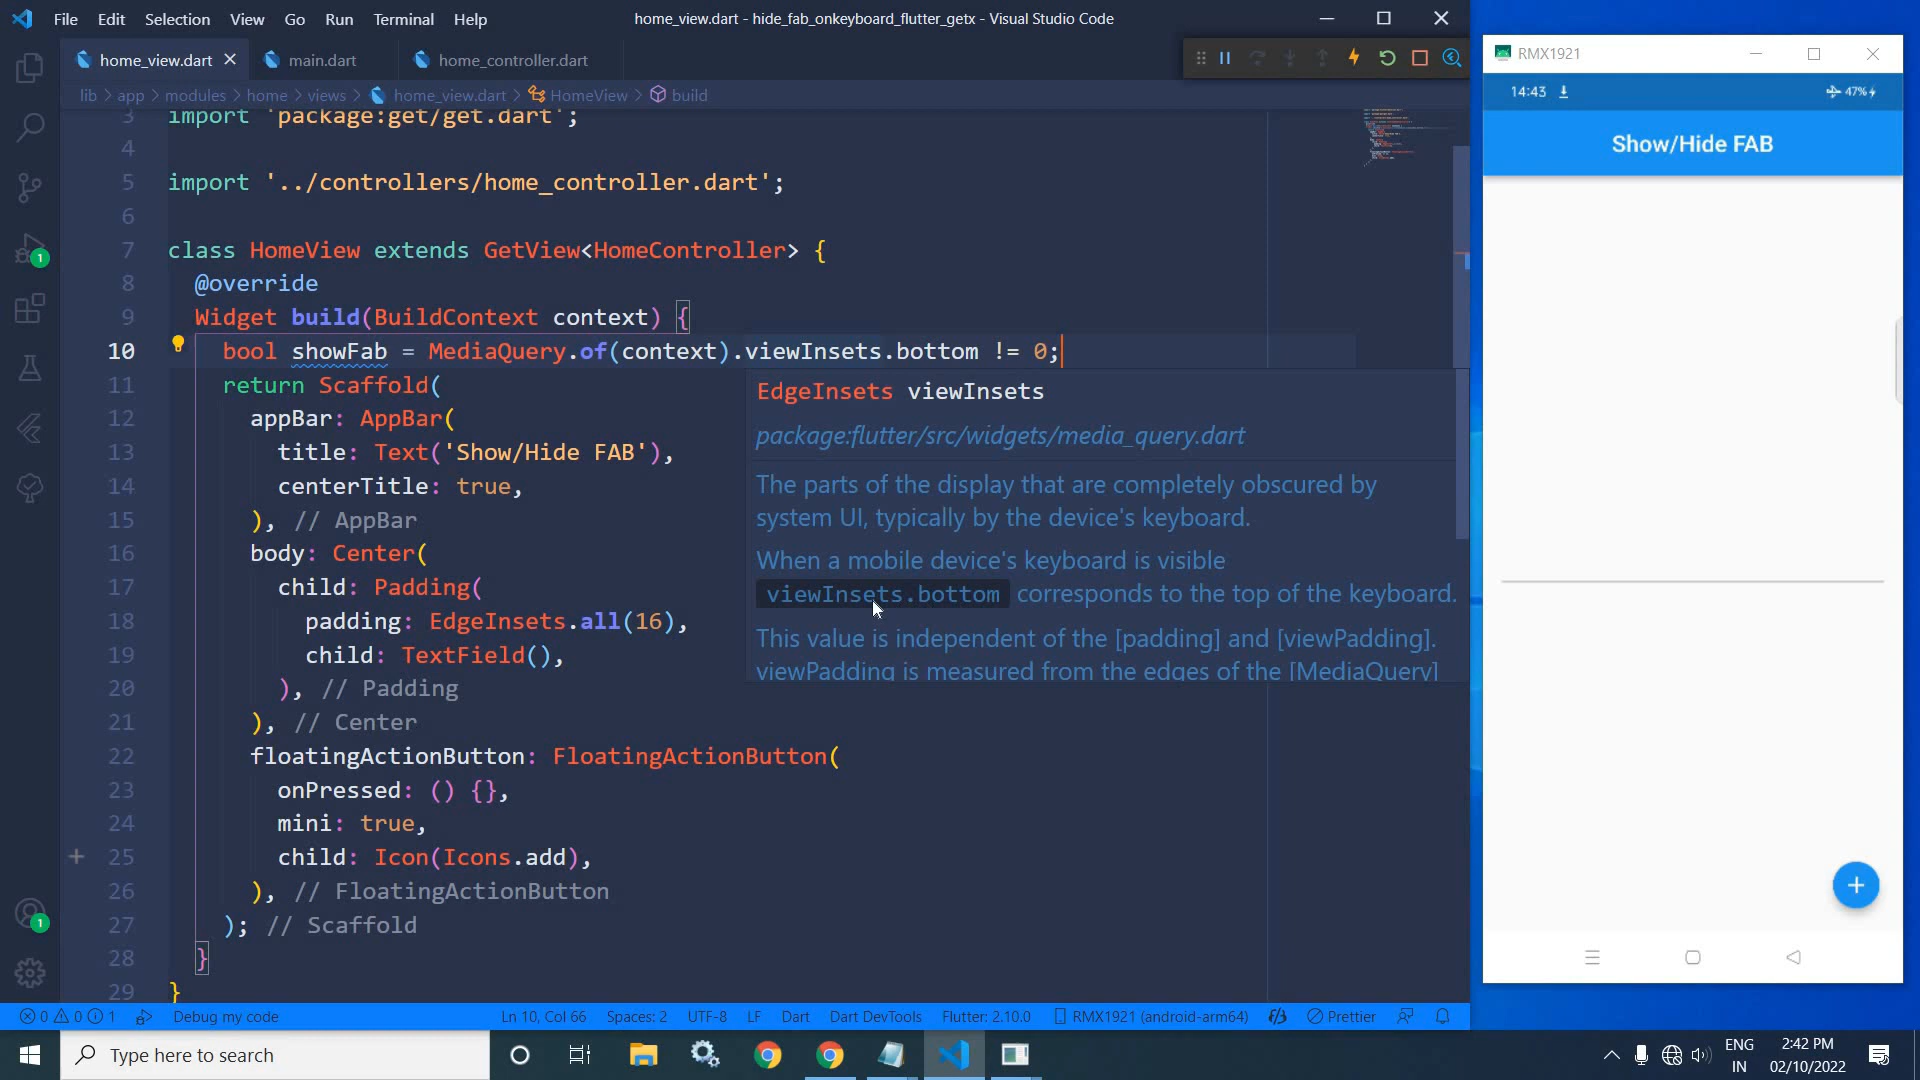 File Edit Selection View Go Run Terminal Help
home_view.dart - hide_fab_onkeyboard_flutter_getx - Visual Studio Code
home_view.dart
main.dart
home_controller.dart
lib > app > modules > home > views > home_view.dart > HomeView > build
3 import 'package:get/get.dart';
4
5 import '../controllers/home_controller.dart';
6
7 class HomeView extends GetView<HomeController> {
8 @override
9 Widget build(BuildContext context) {
10 bool showFab = MediaQuery.of(context).viewInsets.bottom != 0;
11 return Scaffold(
12 appBar: AppBar(
13 title: Text('Show/Hide FAB'),
14 centerTitle: true,
15 ), // AppBar
16 body: Center(
17 child: Padding(
18 padding: EdgeInsets.all(16),
19 child: TextField(),
20 ), // Padding
21 ), // Center
22 floatingActionButton: FloatingActionButton(
23 onPressed: () {},
24 mini: true,
25 child: Icon(Icons.add),
26 ), // FloatingActionButton
27 ); // Scaffold
28 }
29 }
EdgeInsets viewInsets
package:flutter/src/widgets/media_query.dart
The parts of the display that are completely obscured by
system UI, typically by the device's keyboard.
When a mobile device's keyboard is visible
viewInsets.bottom corresponds to the top of the keyboard.
This value is independent of the [padding] and [viewPadding].
viewPadding is measured from the edges of the [MediaQuery]
1
1
0 0 1 Debug my code
Ln 10, Col 66 Spaces: 2 UTF-8 LF Dart Dart DevTools Flutter: 2.10.0 RMX1921 (android-arm64) Prettier
RMX1921
14:43
47%
Show/Hide FAB
Type here to search
ENG
IN
2:42 PM
02/10/2022